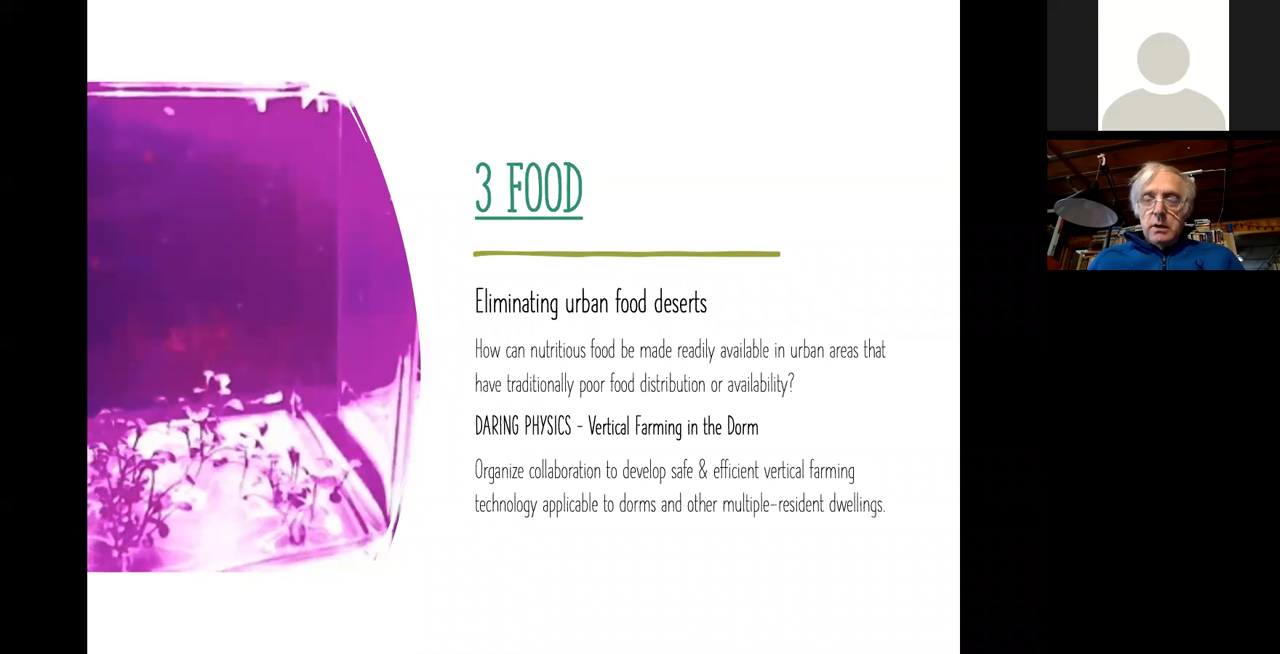 3 FOOD
Eliminating urban food deserts
How can nutritious food be made readily available in urban areas that
have traditionally poor food distribution or availability?
DARING PHYSICS - Vertical Farming in the Dorm
Organize collaboration to develop safe & efficient vertical farming
technology applicable to dorms and other multiple-resident dwellings.